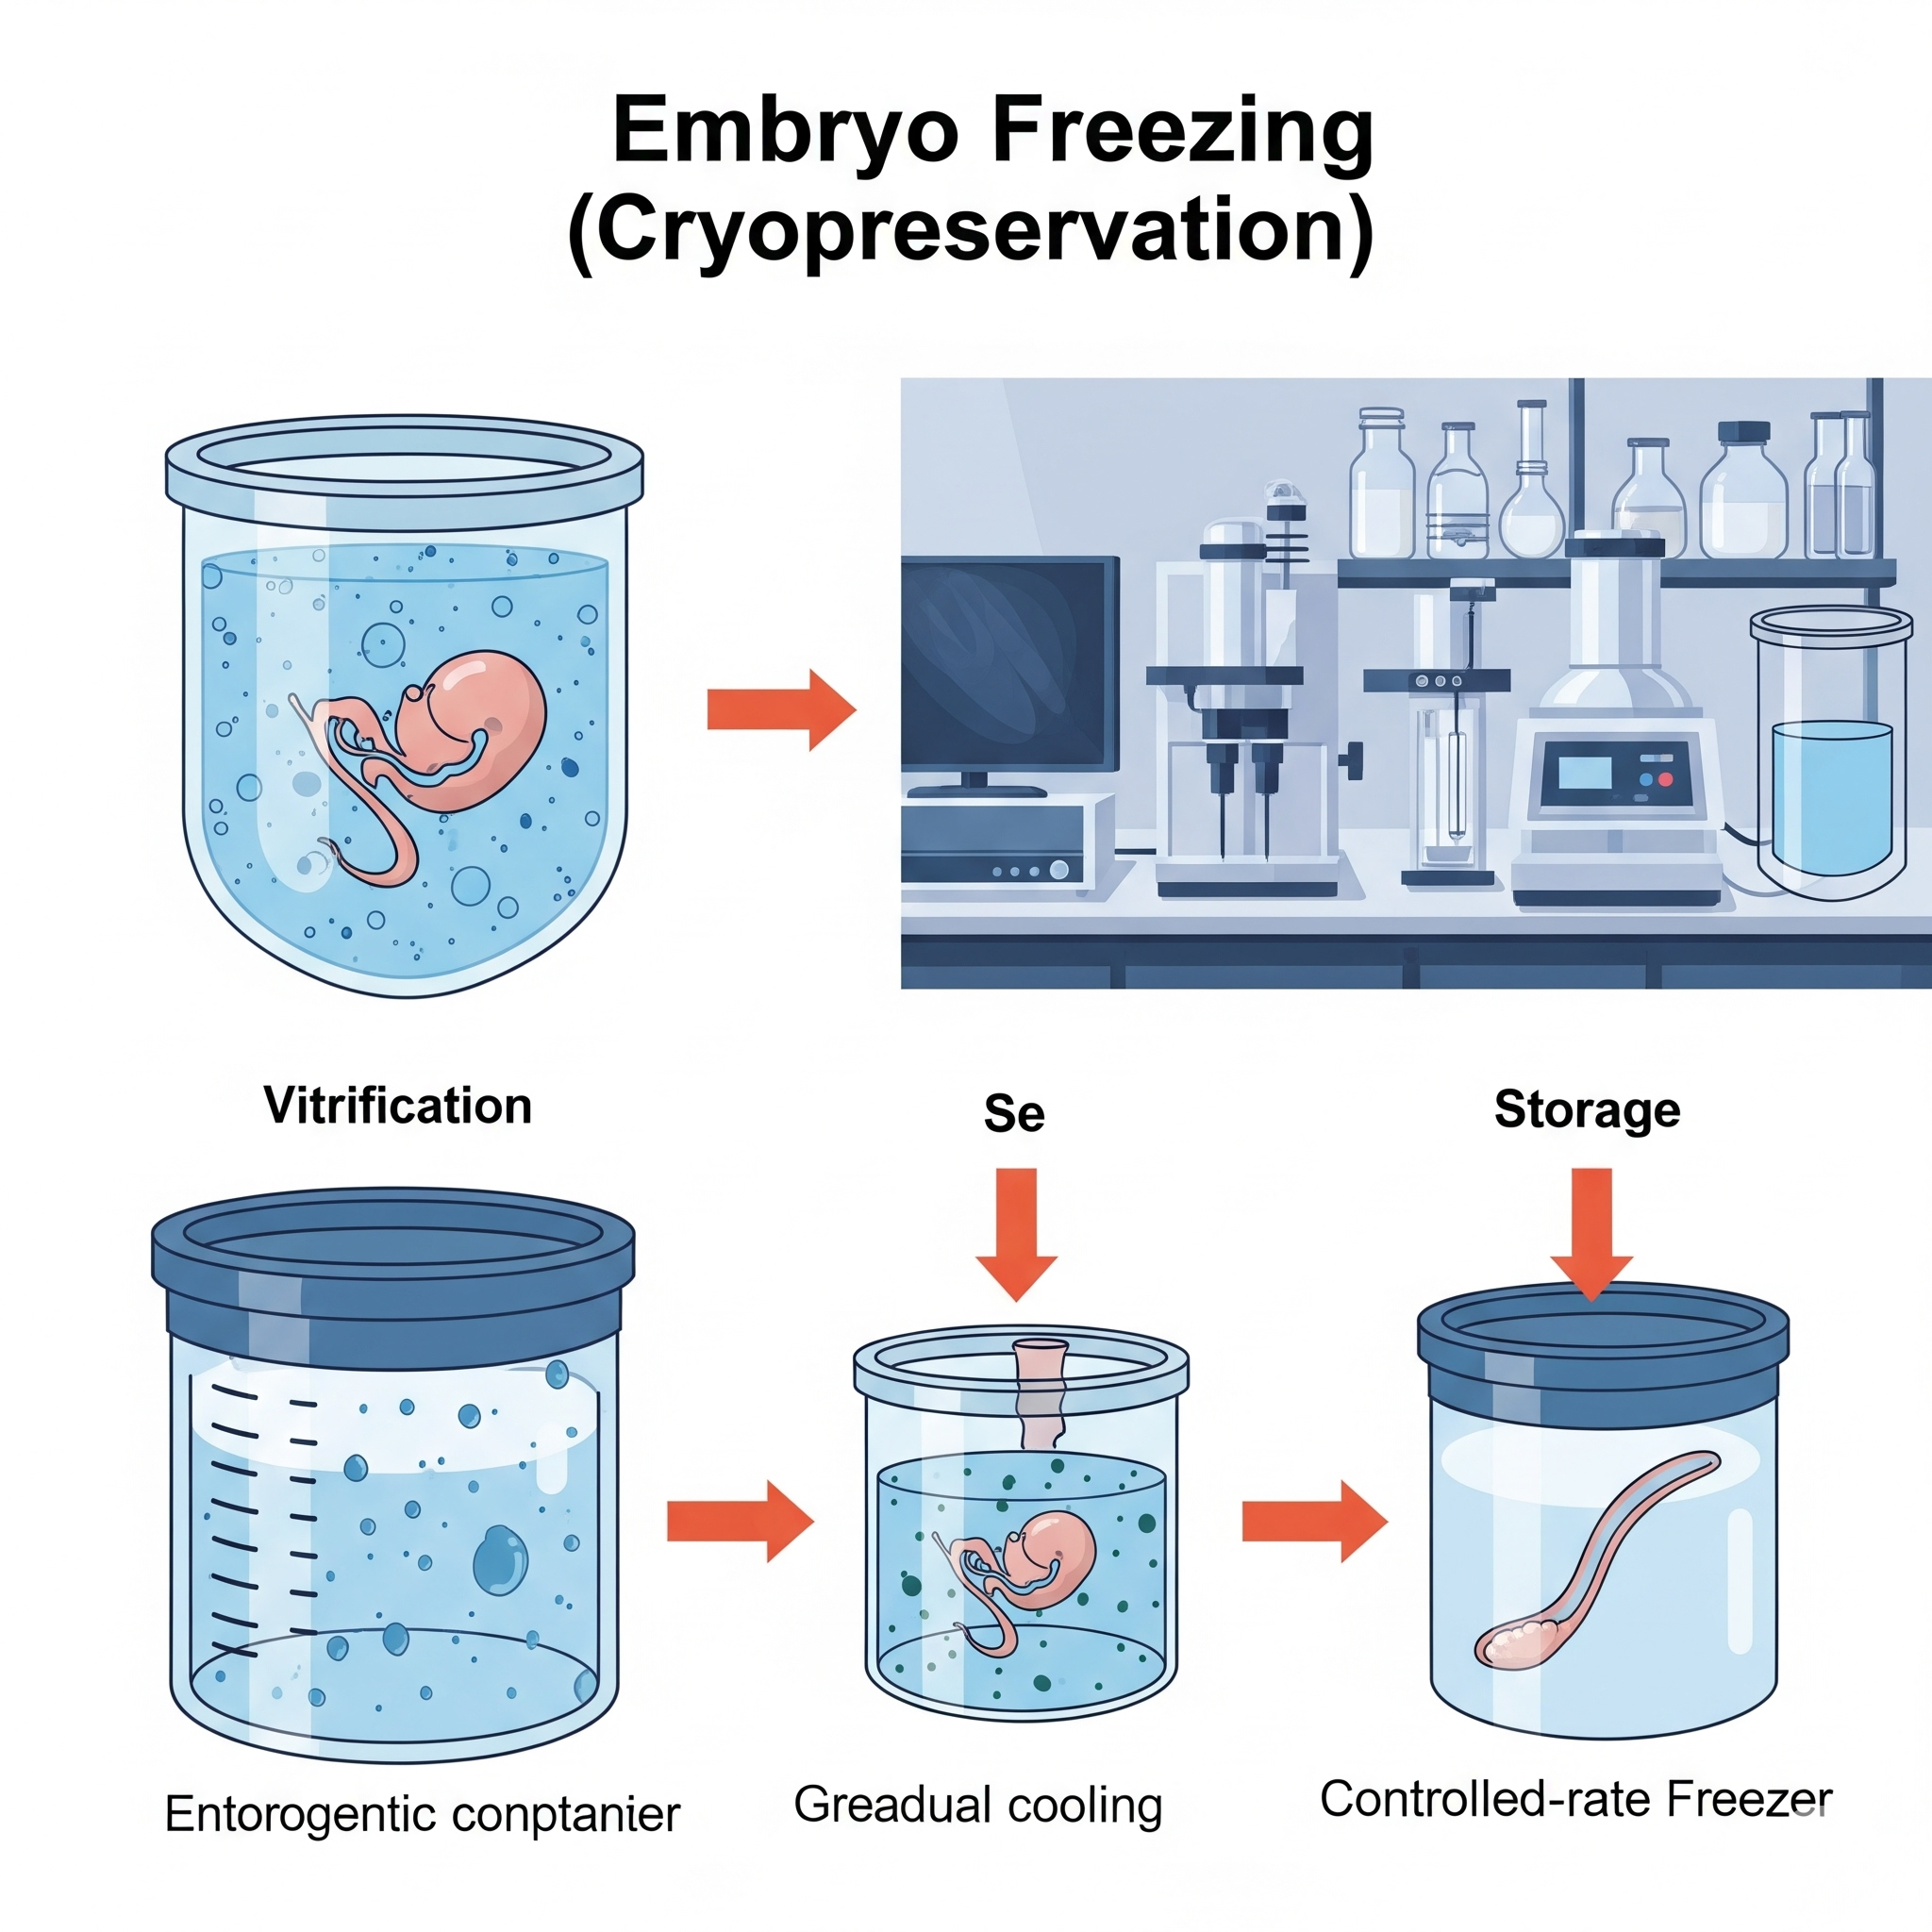 Embryo Freezing
(Cryopreservation)
Vitrification
Se
Storage
Entorogentic conptanier
Greadual cooling
Controlled-rate Freezer